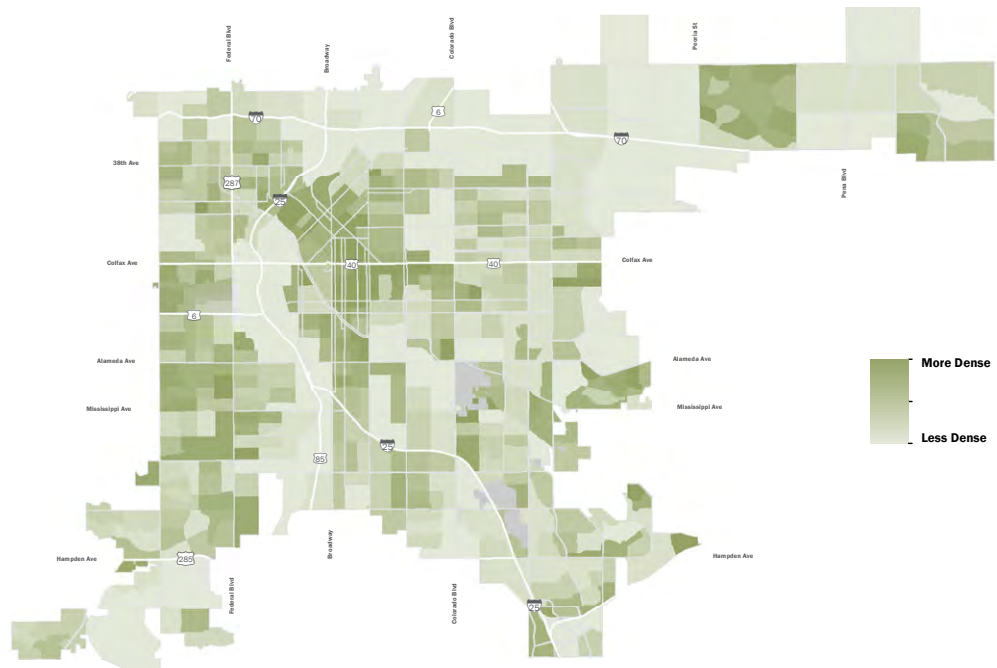 Federal Blvd
Broadway
Colorado Blvd
Peoria St
6
70
70
38th Ave
287
25
Pena Blvd
Colfax Ave
40
40
Colfax Ave
6
Alameda Ave
Alameda Ave
More Dense
Mississippi Ave
Mississippi Ave
Less Dense
25
85
Hampden Ave
285
Broadway
Hampden Ave
Federal Blvd
Colorado Blvd
25